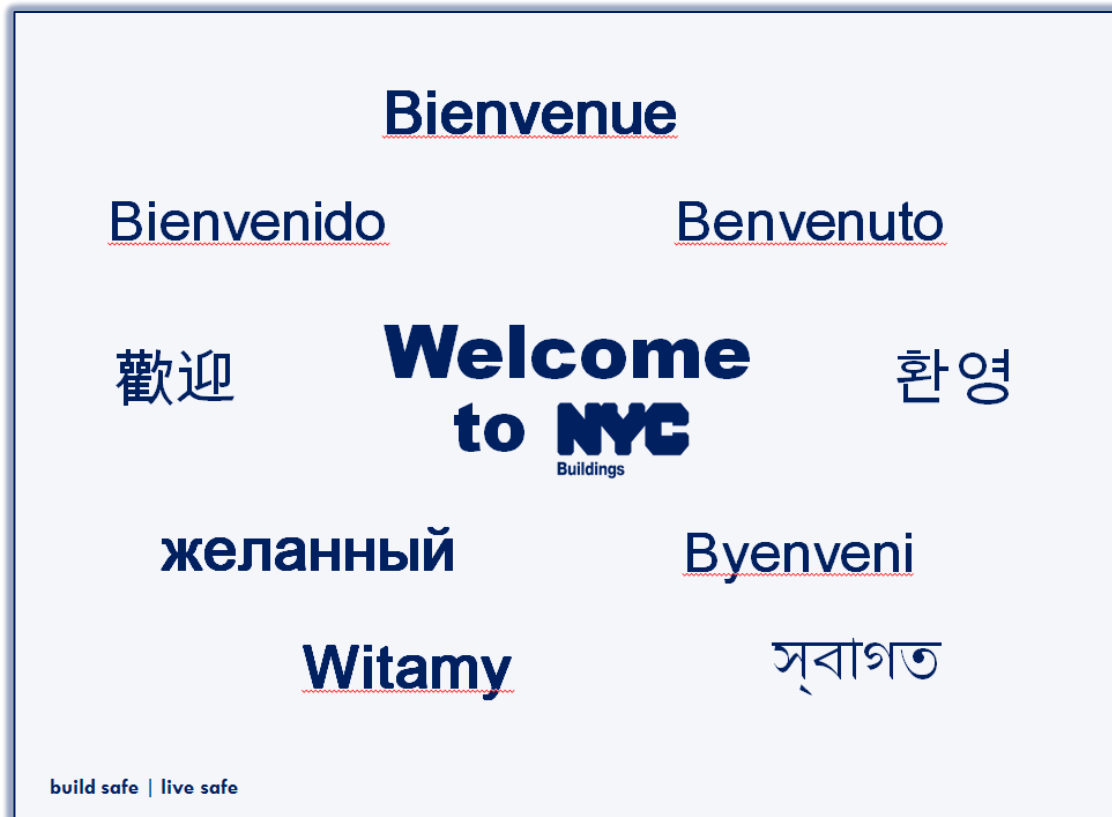 Bienvenue
Bienvenido
Benvenuto
歡迎
Welcome
to NYC
Buildings
환영
желанный
Byenveni
Witamy
স্‌বাগত
build safe | live safe